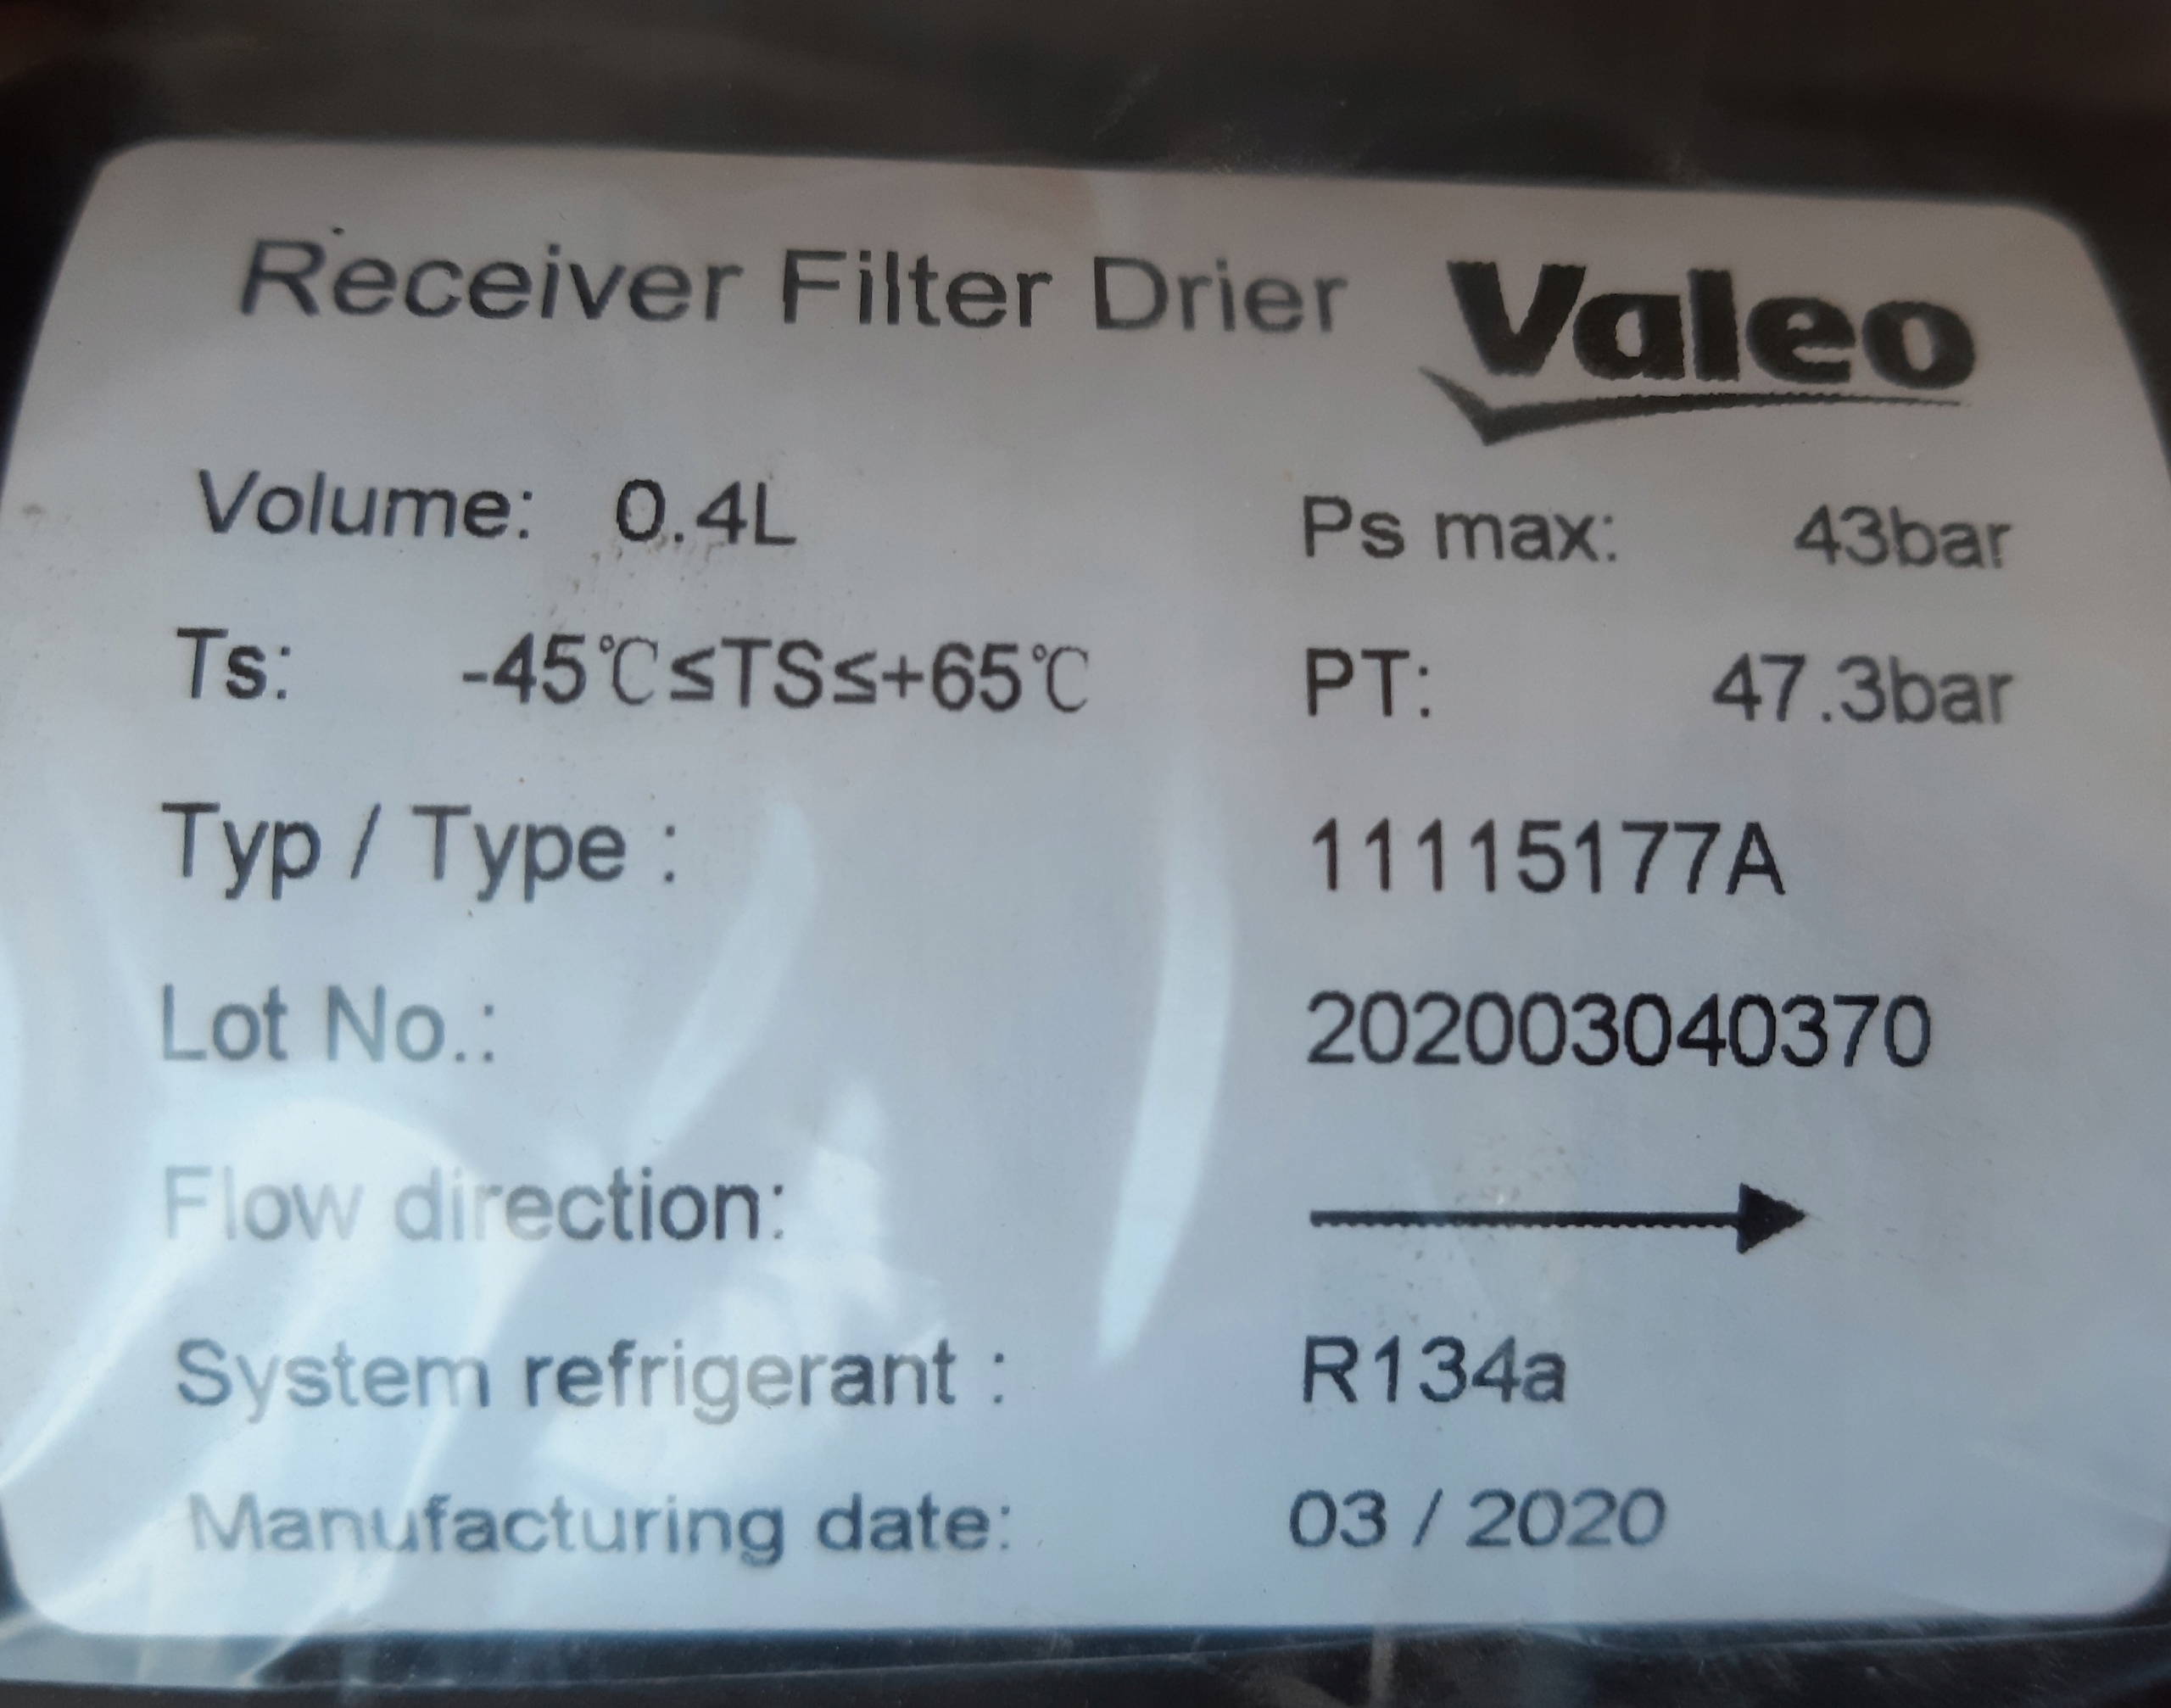 Receiver Filter Drier Valeo
Volume: 0.4L Ps max: 43bar
Ts: -45℃≤TS≤+65℃ PT: 47.3bar
Typ / Type : 11115177A
Lot No.: 202003040370
Flow direction:
System refrigerant : R134a
Manufacturing date: 03 / 2020